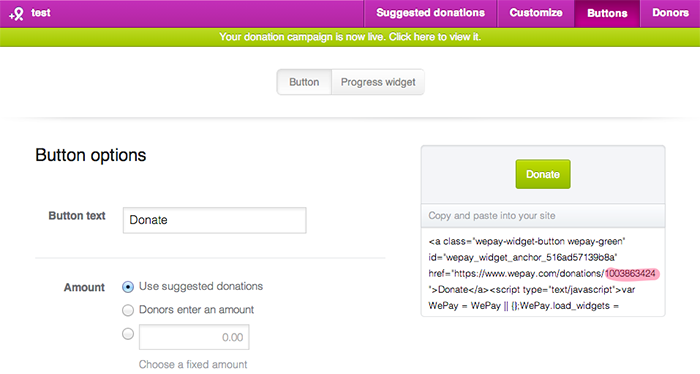 test
Suggested donations
Customize
Buttons
Donors
Your donation campaign is now live. Click here to view it.
Button
Progress widget
Button options
Button text
Donate
Amount
Use suggested donations
Donors enter an amount
0.00
Choose a fixed amount
Donate
Copy and paste into your site
<a class="wepay-widget-button wepay-green"
id="wepay_widget_anchor_516ad57139b8a"
href="https://www.wepay.com/donations/1003863424
">Donate</a><script type="text/javascript">var
WePay = WePay || {};WePay.load_widgets =